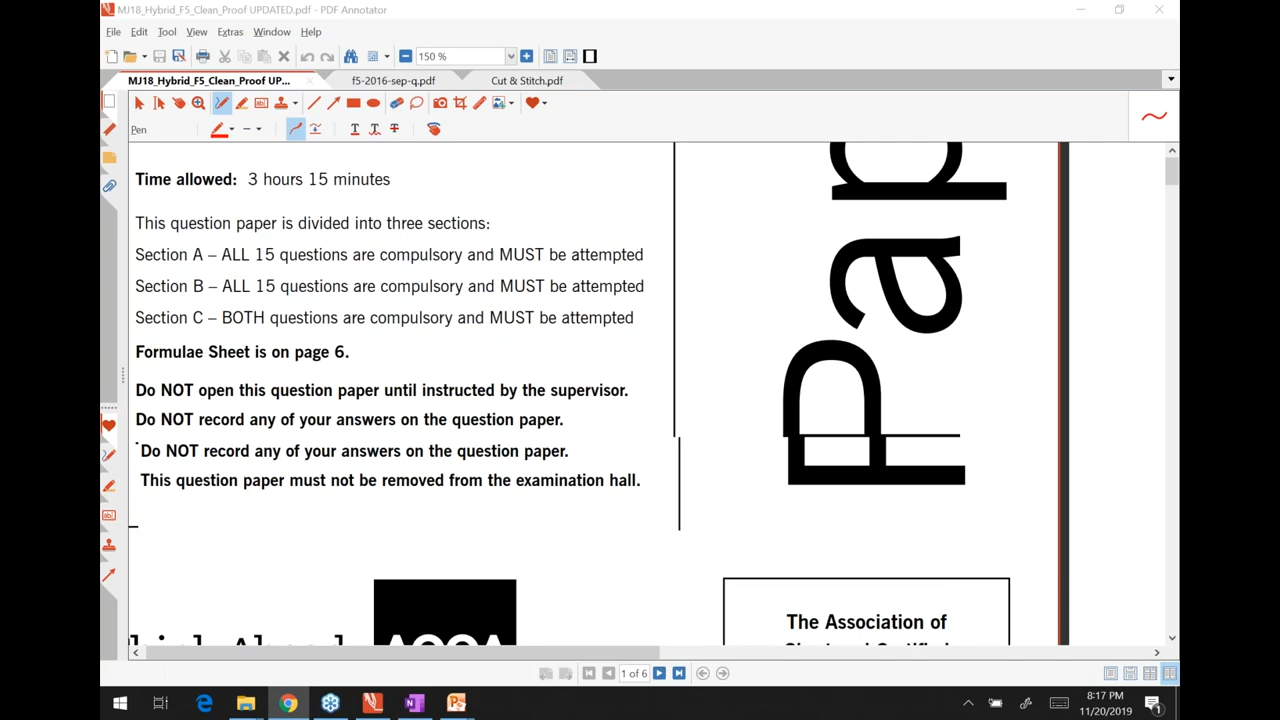 MJ18_Hybrid_F5_Clean_Proof UPDATED.pdf - PDF Annotator
File Edit Tool View Extras Window Help
150 %
MJ18_Hybrid_F5_Clean_Proof UP... f5-2016-sep-q.pdf Cut & Stitch.pdf
Pen
Time allowed: 3 hours 15 minutes
This question paper is divided into three sections:
Section A – ALL 15 questions are compulsory and MUST be attempted
Section B – ALL 15 questions are compulsory and MUST be attempted
Section C – BOTH questions are compulsory and MUST be attempted
Formulae Sheet is on page 6.
Do NOT open this question paper until instructed by the supervisor.
Do NOT record any of your answers on the question paper.
Do NOT record any of your answers on the question paper.
This question paper must not be removed from the examination hall.
Pap
ACCA
The Association of
1 of 6
8:17 PM
11/20/2019